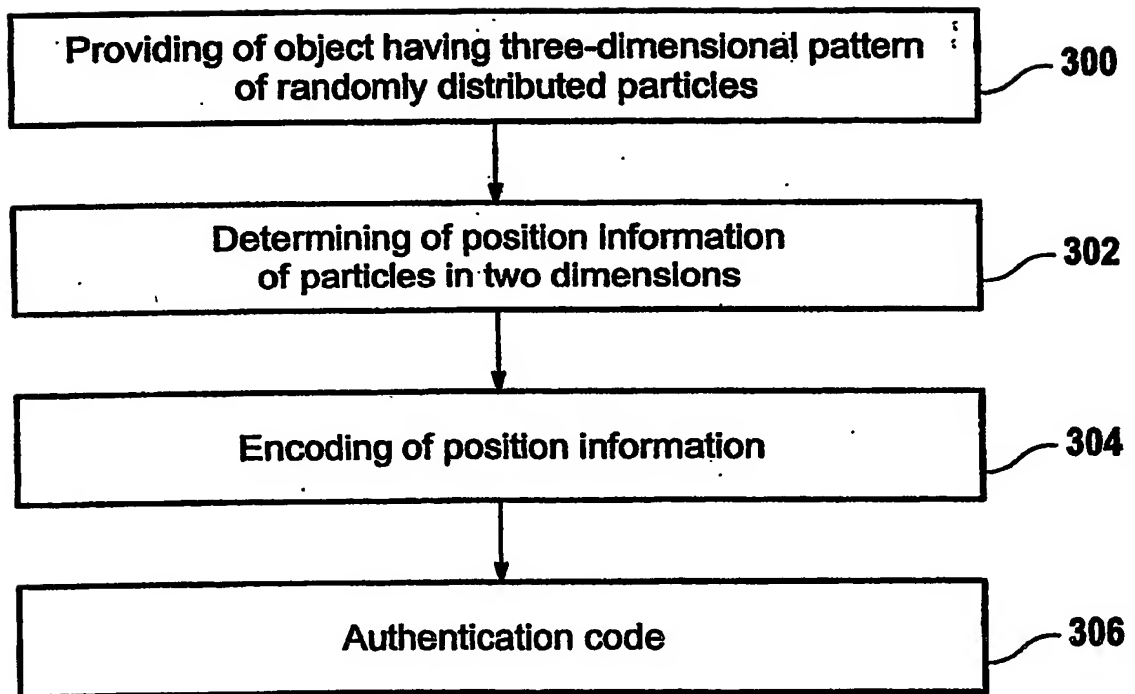 Providing of object having three-dimensional pattern
of randomly distributed particles
300
Determining of position information
of particles in two dimensions
302
Encoding of position information
304
Authentication code
306